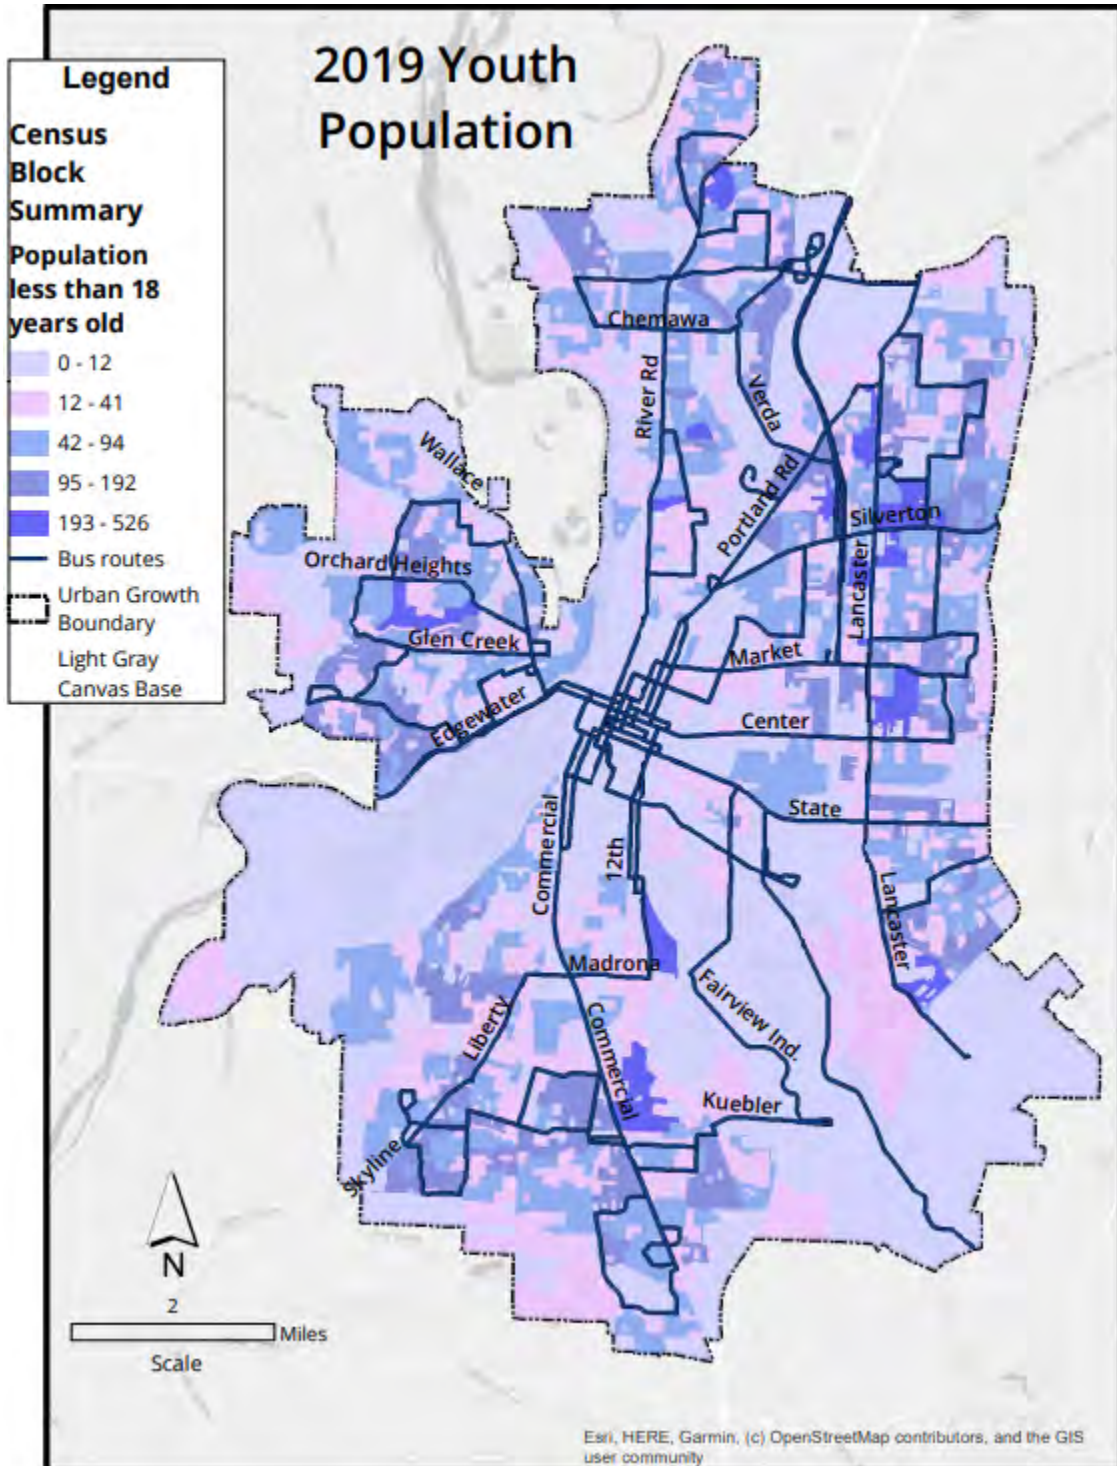 2019 Youth
Population
Legend
Census
Block
Summary
Population
less than 18
years old
0 - 12
12 - 41
42 - 94
95 - 192
193 - 526
Bus routes
Urban Growth
Boundary
Light Gray
Canvas Base
Chemawa
River Rd
Verda
Wallace
Portland Rd
Silverton
Orchard Heights
Lancaster
Glen Creek
Market
Edgewater
Center
State
Commercial
12th
Lancaster
Madrona
Fairview Ind.
Liberty
Commercial
Kuebler
Skyline
N
2
Miles
Scale
Esri, HERE, Garmin, (c) OpenStreetMap contributors, and the GIS
user community